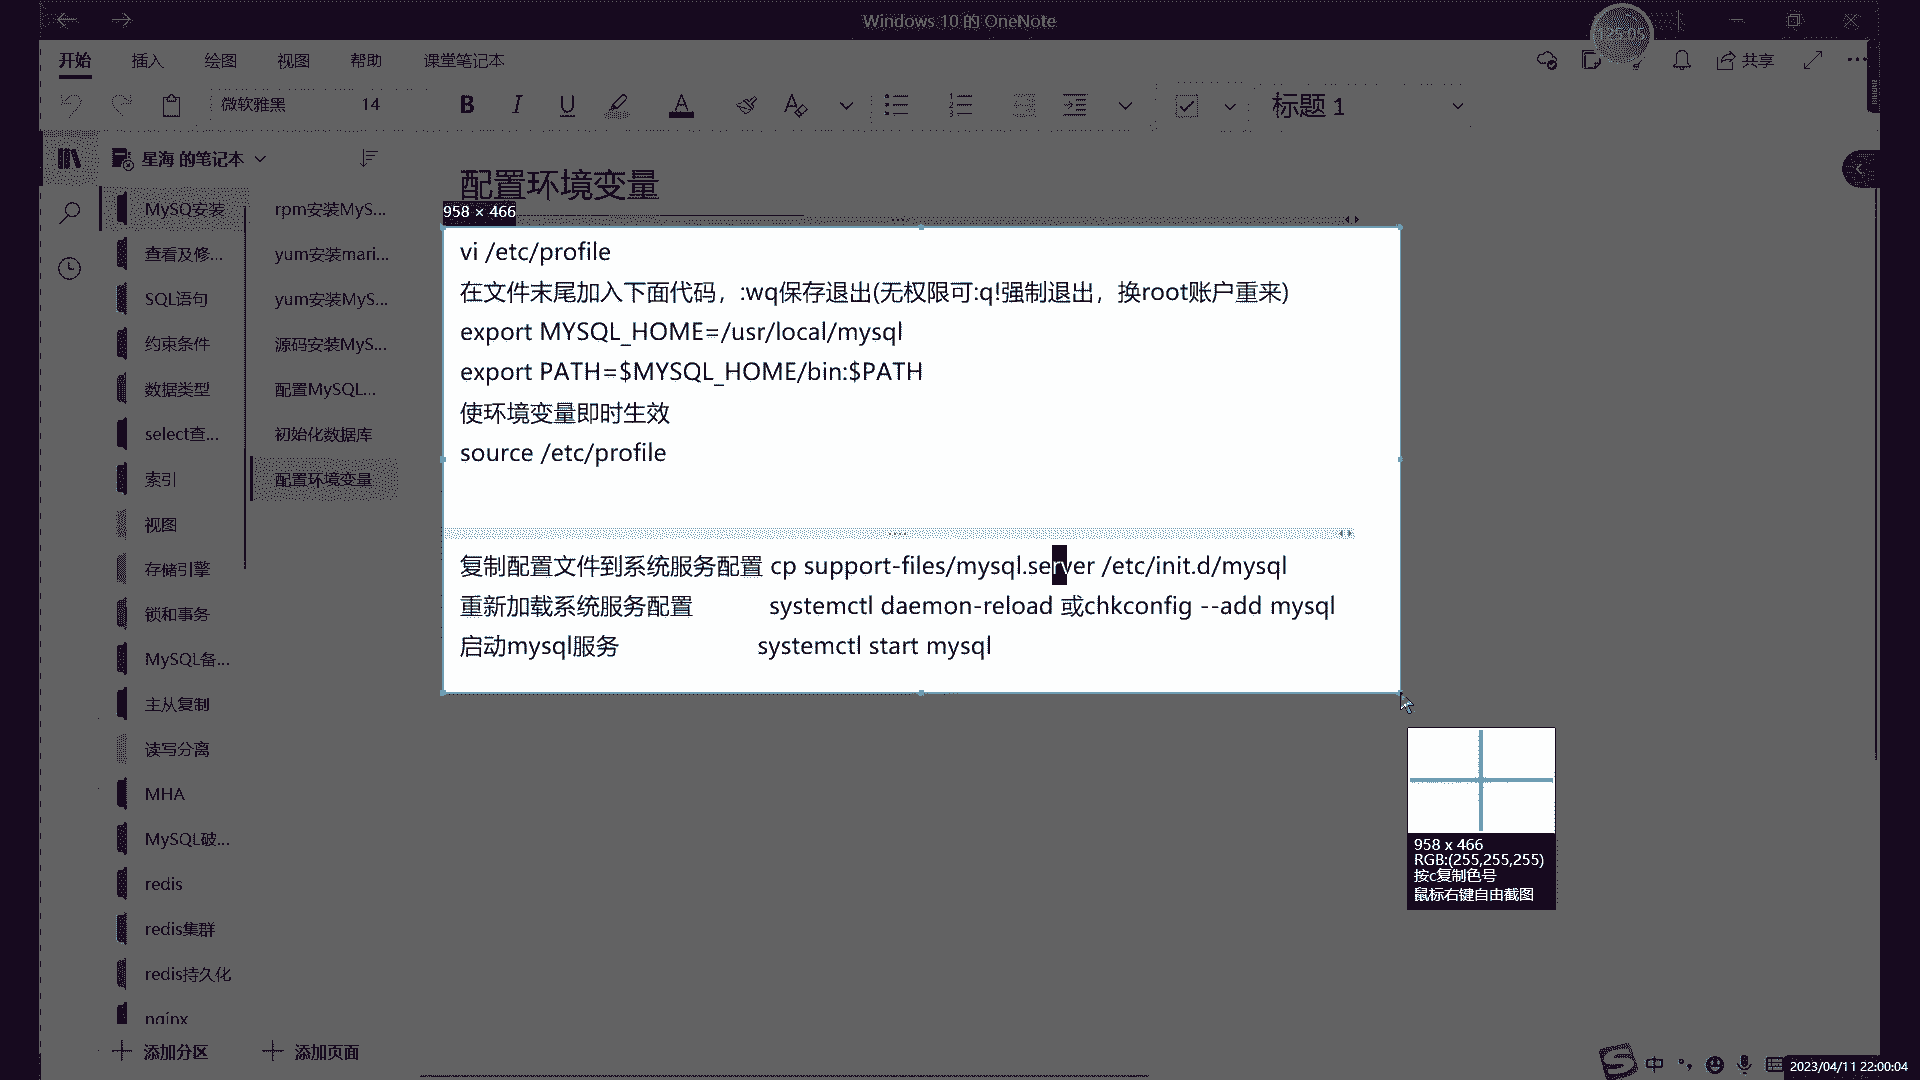 Windows 10 的 OneNote
25:05
开始 插入 绘图 视图 帮助 课堂笔记本
共享
微软雅黑 14 B I U A A 标题 1
星海 的笔记本
MySQ安装
查看及修...
SQL语句
约束条件
数据类型
select查...
索引
视图
存储引擎
锁和事务
MySQL备...
主从复制
读写分离
MHA
MySQL破...
redis
redis集群
redis持久化
nginx
添加分区
rpm安装MyS...
yum安装mari...
yum安装MyS...
源码安装MyS...
配置MySQL...
初始化数据库
配置环境变量
添加页面
配置环境变量
958 × 466
vi /etc/profile
在文件末尾加入下面代码，:wq保存退出(无权限可:q!强制退出，换root账户重来)
export MYSQL_HOME=/usr/local/mysql
export PATH=$MYSQL_HOME/bin:$PATH
使环境变量即时生效
source /etc/profile
复制配置文件到系统服务配置 cp support-files/mysql.server /etc/init.d/mysql
重新加载系统服务配置 systemctl daemon-reload 或chkconfig --add mysql
启动mysql服务 systemctl start mysql
958 x 466
RGB:(255,255,255)
按c复制色号
鼠标右键自由截图
中
2023/04/11 22:00:04